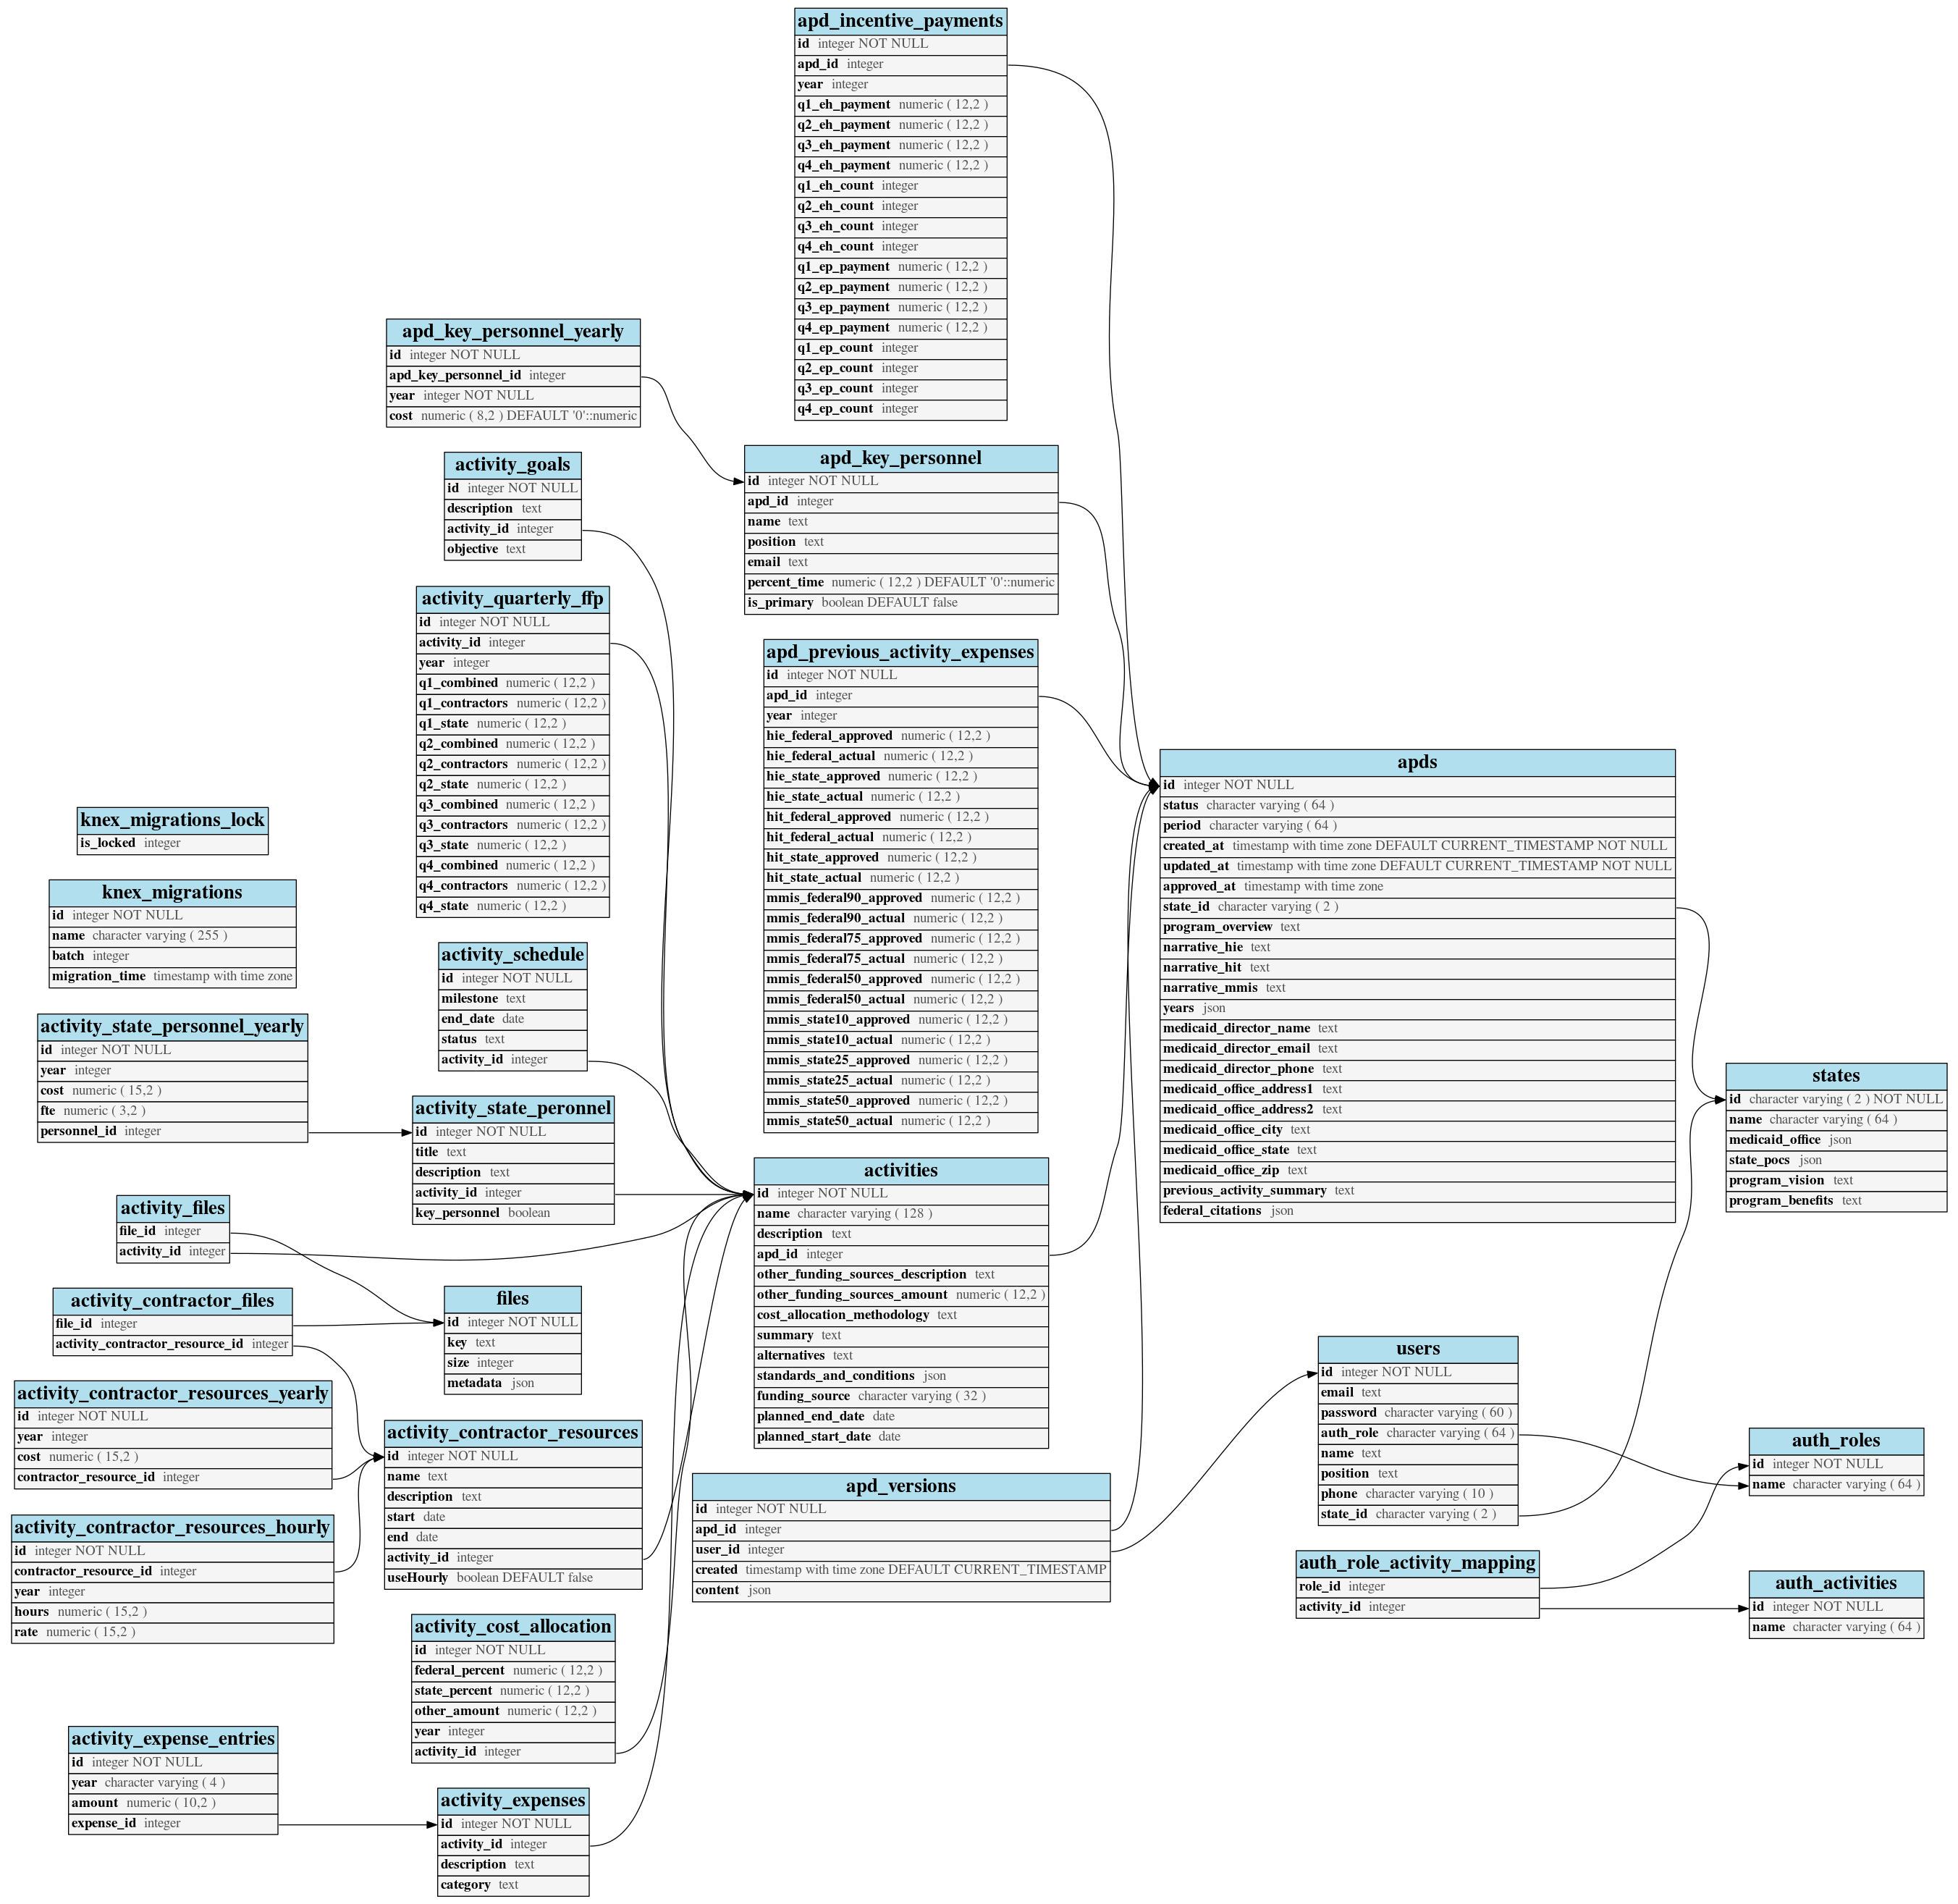 apd_incentive_payments
id integer NOT NULL
apd_id integer
year integer
q1_eh_payment numeric ( 12,2 )
q2_eh_payment numeric ( 12,2 )
q3_eh_payment numeric ( 12,2 )
q4_eh_payment numeric ( 12,2 )
q1_eh_count integer
q2_eh_count integer
q3_eh_count integer
q4_eh_count integer
q1_ep_payment numeric ( 12,2 )
q2_ep_payment numeric ( 12,2 )
q3_ep_payment numeric ( 12,2 )
q4_ep_payment numeric ( 12,2 )
q1_ep_count integer
q2_ep_count integer
q3_ep_count integer
q4_ep_count integer
apd_key_personnel_yearly
id integer NOT NULL
apd_key_personnel_id integer
year integer NOT NULL
cost numeric ( 8,2 ) DEFAULT '0'::numeric
activity_goals
id integer NOT NULL
description text
activity_id integer
objective text
apd_key_personnel
id integer NOT NULL
apd_id integer
name text
position text
email text
percent_time numeric ( 12,2 ) DEFAULT '0'::numeric
is_primary boolean DEFAULT false
activity_quarterly_ffp
id integer NOT NULL
activity_id integer
year integer
q1_combined numeric ( 12,2 )
q1_contractors numeric ( 12,2 )
q1_state numeric ( 12,2 )
q2_combined numeric ( 12,2 )
q2_contractors numeric ( 12,2 )
q2_state numeric ( 12,2 )
q3_combined numeric ( 12,2 )
q3_contractors numeric ( 12,2 )
q3_state numeric ( 12,2 )
q4_combined numeric ( 12,2 )
q4_contractors numeric ( 12,2 )
q4_state numeric ( 12,2 )
apd_previous_activity_expenses
id integer NOT NULL
apd_id integer
year integer
hie_federal_approved numeric ( 12,2 )
hie_federal_actual numeric ( 12,2 )
hie_state_approved numeric ( 12,2 )
hie_state_actual numeric ( 12,2 )
hit_federal_approved numeric ( 12,2 )
hit_federal_actual numeric ( 12,2 )
hit_state_approved numeric ( 12,2 )
hit_state_actual numeric ( 12,2 )
mmis_federal90_approved numeric ( 12,2 )
mmis_federal90_actual numeric ( 12,2 )
mmis_federal75_approved numeric ( 12,2 )
mmis_federal75_actual numeric ( 12,2 )
mmis_federal50_approved numeric ( 12,2 )
mmis_federal50_actual numeric ( 12,2 )
mmis_state10_approved numeric ( 12,2 )
mmis_state10_actual numeric ( 12,2 )
mmis_state25_approved numeric ( 12,2 )
mmis_state25_actual numeric ( 12,2 )
mmis_state50_approved numeric ( 12,2 )
mmis_state50_actual numeric ( 12,2 )
apds
id integer NOT NULL
status character varying ( 64 )
period character varying ( 64 )
created_at timestamp with time zone DEFAULT CURRENT_TIMESTAMP NOT NULL
updated_at timestamp with time zone DEFAULT CURRENT_TIMESTAMP NOT NULL
approved_at timestamp with time zone
state_id character varying ( 2 )
program_overview text
narrative_hie text
narrative_hit text
narrative_mmis text
years json
medicaid_director_name text
medicaid_director_email text
medicaid_director_phone text
medicaid_office_address1 text
medicaid_office_address2 text
medicaid_office_city text
medicaid_office_state text
medicaid_office_zip text
previous_activity_summary text
federal_citations json
knex_migrations_lock
is_locked integer
knex_migrations
id integer NOT NULL
name character varying ( 255 )
batch integer
migration_time timestamp with time zone
activity_schedule
id integer NOT NULL
milestone text
end_date date
status text
activity_id integer
activity_state_personnel_yearly
id integer NOT NULL
year integer
cost numeric ( 15,2 )
fte numeric ( 3,2 )
personnel_id integer
activity_state_peronnel
id integer NOT NULL
title text
description text
activity_id integer
key_personnel boolean
states
id character varying ( 2 ) NOT NULL
name character varying ( 64 )
medicaid_office json
state_pocs json
program_vision text
program_benefits text
activities
id integer NOT NULL
name character varying ( 128 )
description text
apd_id integer
other_funding_sources_description text
other_funding_sources_amount numeric ( 12,2 )
cost_allocation_methodology text
summary text
alternatives text
standards_and_conditions json
funding_source character varying ( 32 )
planned_end_date date
planned_start_date date
activity_files
file_id integer
activity_id integer
activity_contractor_files
file_id integer
activity_contractor_resource_id integer
files
id integer NOT NULL
key text
size integer
metadata json
activity_contractor_resources_yearly
id integer NOT NULL
year integer
cost numeric ( 15,2 )
contractor_resource_id integer
activity_contractor_resources
id integer NOT NULL
name text
description text
start date
end date
activity_id integer
useHourly boolean DEFAULT false
users
id integer NOT NULL
email text
password character varying ( 60 )
auth_role character varying ( 64 )
name text
position text
phone character varying ( 10 )
state_id character varying ( 2 )
auth_roles
id integer NOT NULL
name character varying ( 64 )
apd_versions
id integer NOT NULL
apd_id integer
user_id integer
created timestamp with time zone DEFAULT CURRENT_TIMESTAMP
content json
activity_contractor_resources_hourly
id integer NOT NULL
contractor_resource_id integer
year integer
hours numeric ( 15,2 )
rate numeric ( 15,2 )
auth_role_activity_mapping
role_id integer
activity_id integer
auth_activities
id integer NOT NULL
name character varying ( 64 )
activity_cost_allocation
id integer NOT NULL
federal_percent numeric ( 12,2 )
state_percent numeric ( 12,2 )
other_amount numeric ( 12,2 )
year integer
activity_id integer
activity_expense_entries
id integer NOT NULL
year character varying ( 4 )
amount numeric ( 10,2 )
expense_id integer
activity_expenses
id integer NOT NULL
activity_id integer
description text
category text